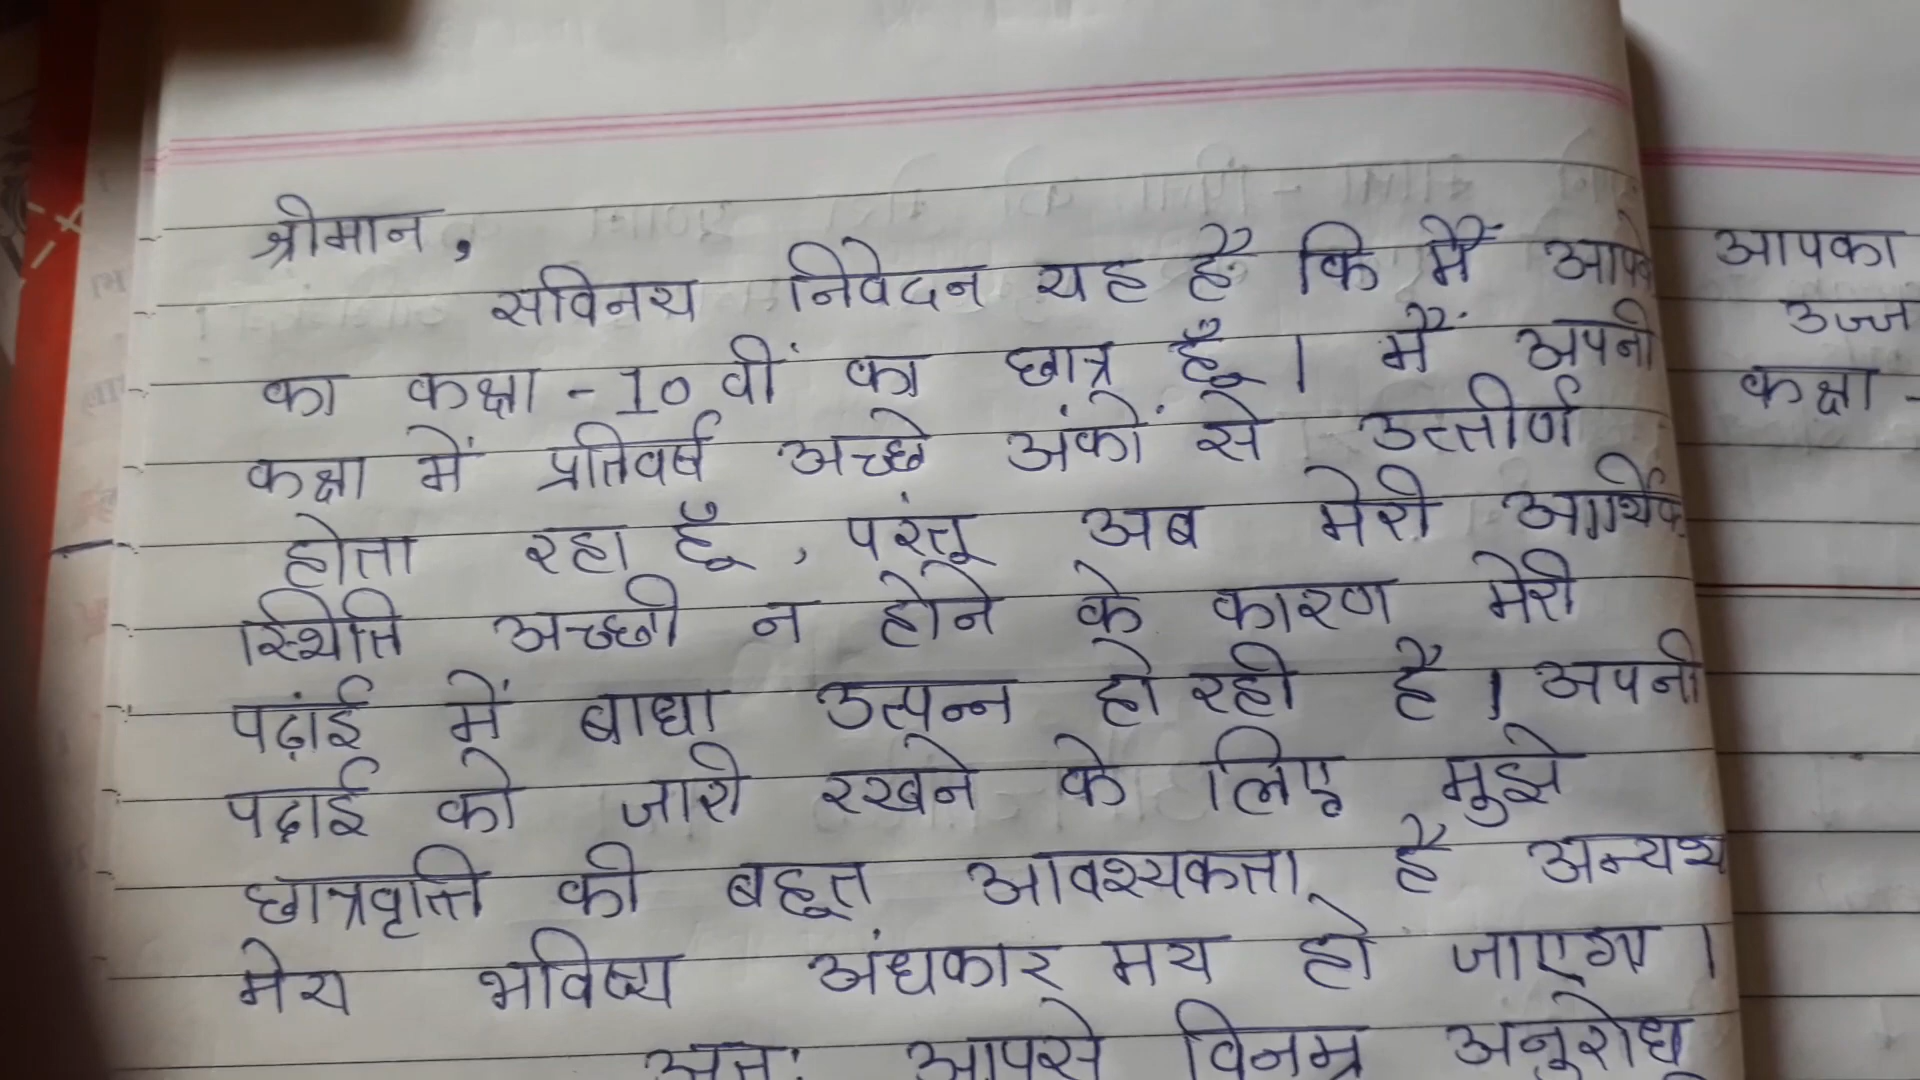 श्रीमान,
सविनय निवेदन यह है कि मैं आपके
का कक्षा - 10 वीं का छात्र हूँ । मैं अपनी
कक्षा में प्रतिवर्ष अच्छे अंकों से उत्तीर्ण
होता रहा हूँ , परंतु अब मेरी आर्थिक
स्थिति अच्छी न होने के कारण मेरी
पढ़ांई में बाधा उत्पन्न हो रही है । अपनी
पढाई को जारी रखने के लिए मुझे
छात्रवृत्ति की बहूत आवश्यकता है अन्यथ
मेरा भविष्य अंधकार मय हो जाएगा ।
अतः आपसे विनम्र अनुरोध
आपका
उज्ज
कक्षा -